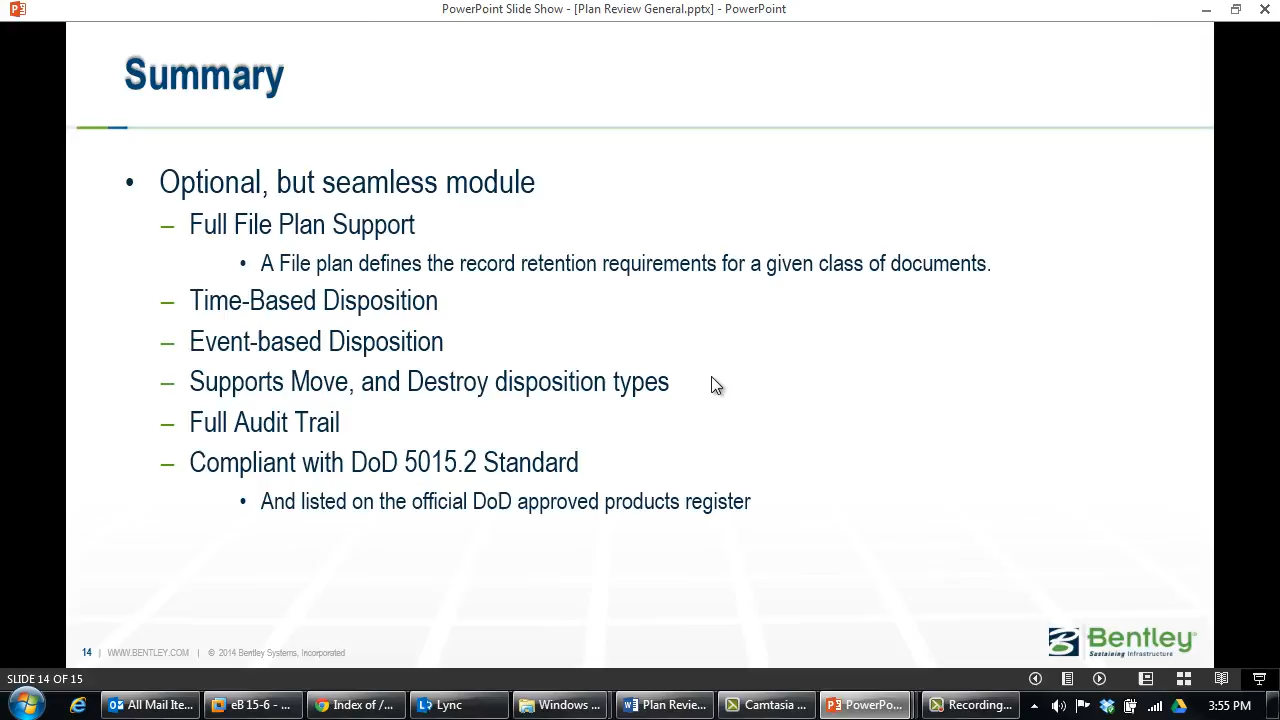 PowerPoint Slide Show - [Plan Review General.pptx] - PowerPoint
Summary
• Optional, but seamless module
– Full File Plan Support
• A File plan defines the record retention requirements for a given class of documents.
– Time-Based Disposition
– Event-based Disposition
– Supports Move, and Destroy disposition types
– Full Audit Trail
– Compliant with DoD 5015.2 Standard
• And listed on the official DoD approved products register
14 | WWW.BENTLEY.COM | © 2014 Bentley Systems, Incorporated
Bentley
Sustaining Infrastructure
SLIDE 14 OF 15
All Mail Ite...
eB 15-6 - ...
Index of /...
Lync
Windows ...
Plan Revie...
Camtasia ...
PowerPo...
Recording...
3:55 PM